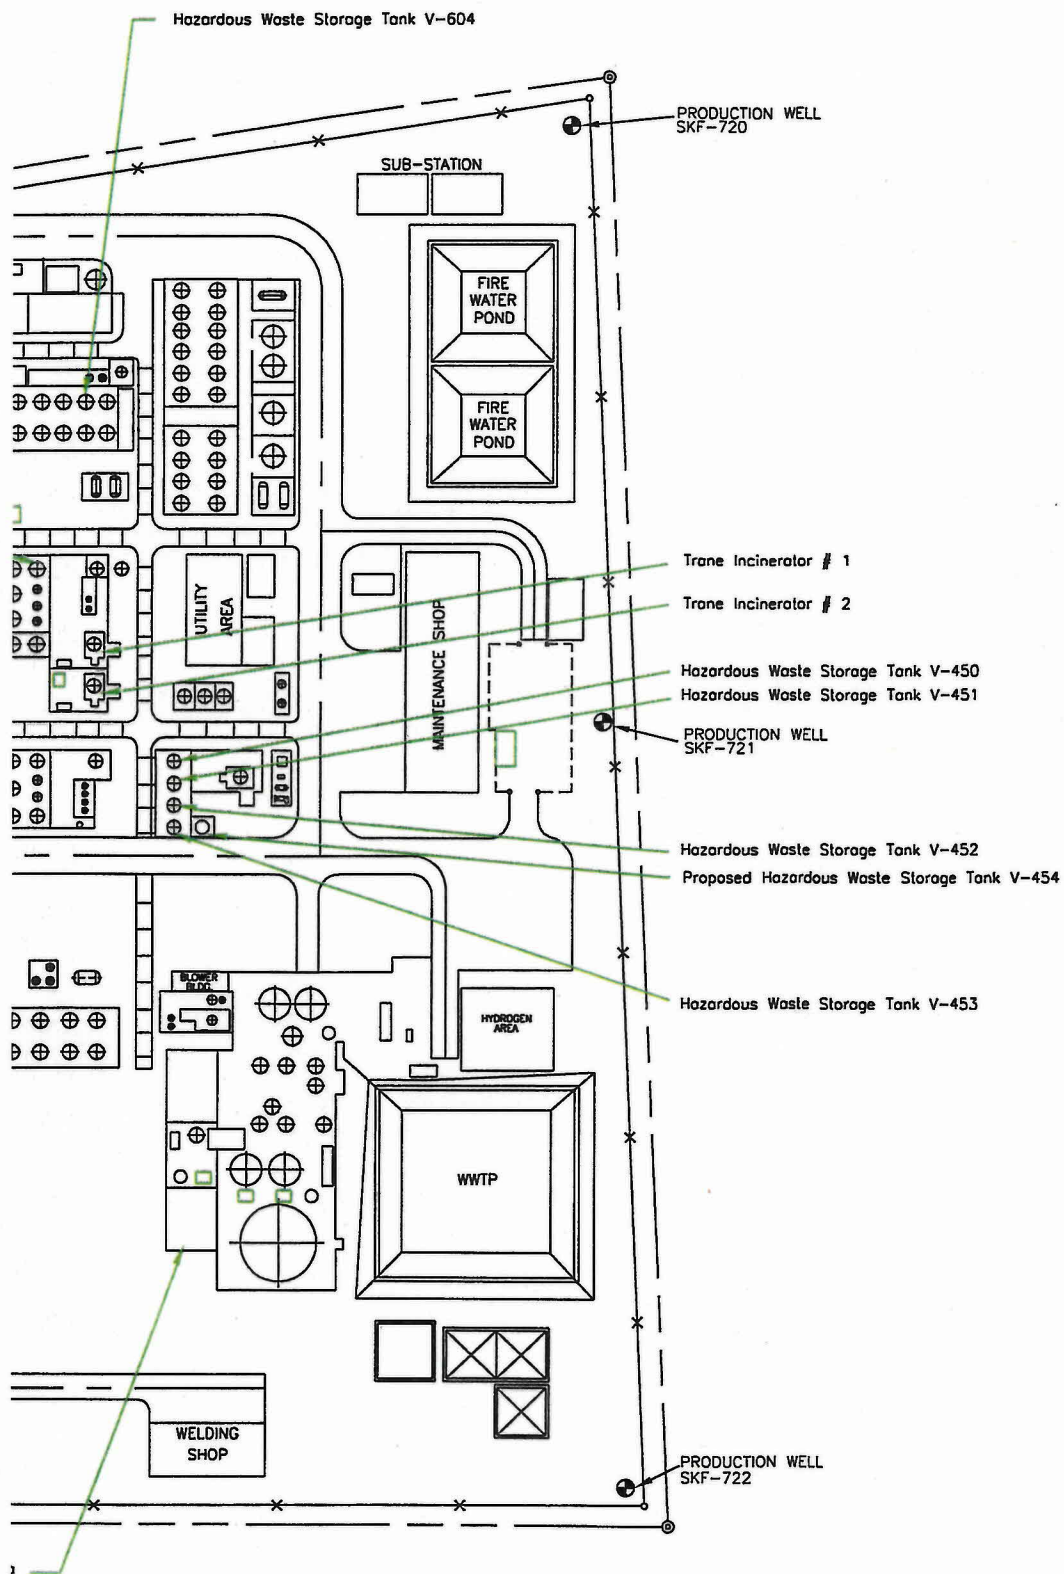 Hazardous Waste Storage Tank V-604
PRODUCTION WELL
SKF-720
SUB-STATION
FIRE
WATER
POND
FIRE
WATER
POND
Trane Incinerator # 1
UTILITY
AREA
Trane Incinerator # 2
MAINTENANCE SHOP
Hazardous Waste Storage Tank V-450
Hazardous Waste Storage Tank V-451
PRODUCTION WELL
SKF-721
Hazardous Waste Storage Tank V-452
Proposed Hazardous Waste Storage Tank V-454
BLOWER
BLDG.
Hazardous Waste Storage Tank V-453
HYDROGEN
AREA
WWTP
WELDING
SHOP
PRODUCTION WELL
SKF-722